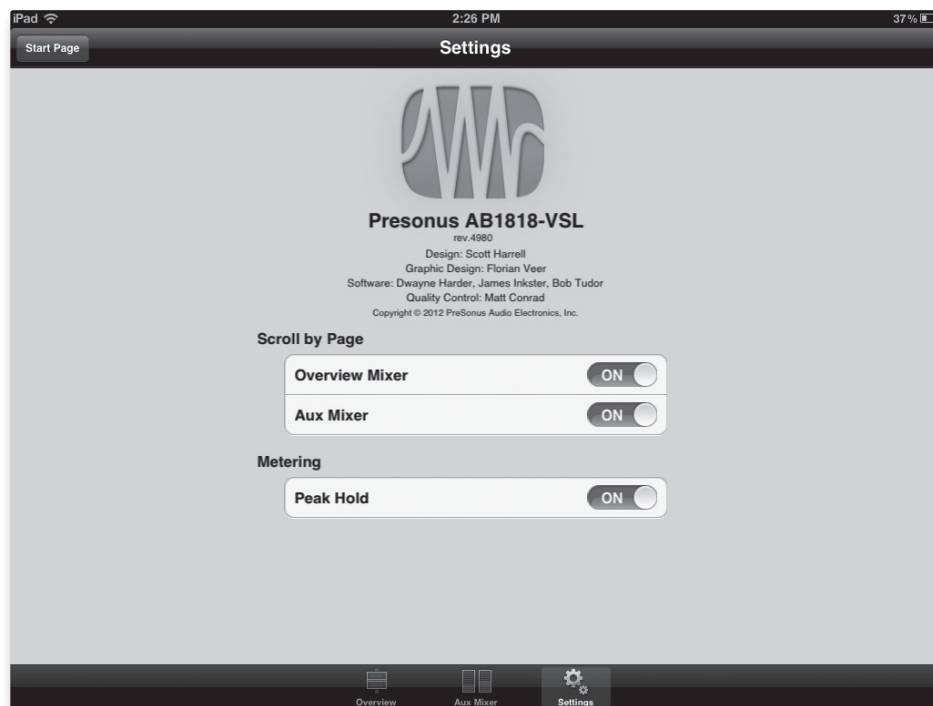 iPad 2:26 PM 37%
Start Page Settings
Presonus AB1818-VSL
rev.4980
Design: Scott Harrell
Graphic Design: Florian Veer
Software: Dwayne Harder, James Inkster, Bob Tudor
Quality Control: Matt Conrad
Copyright © 2012 PreSonus Audio Electronics, Inc.
Scroll by Page
Overview Mixer ON
Aux Mixer ON
Metering
Peak Hold ON
Overview Aux Mixer Settings